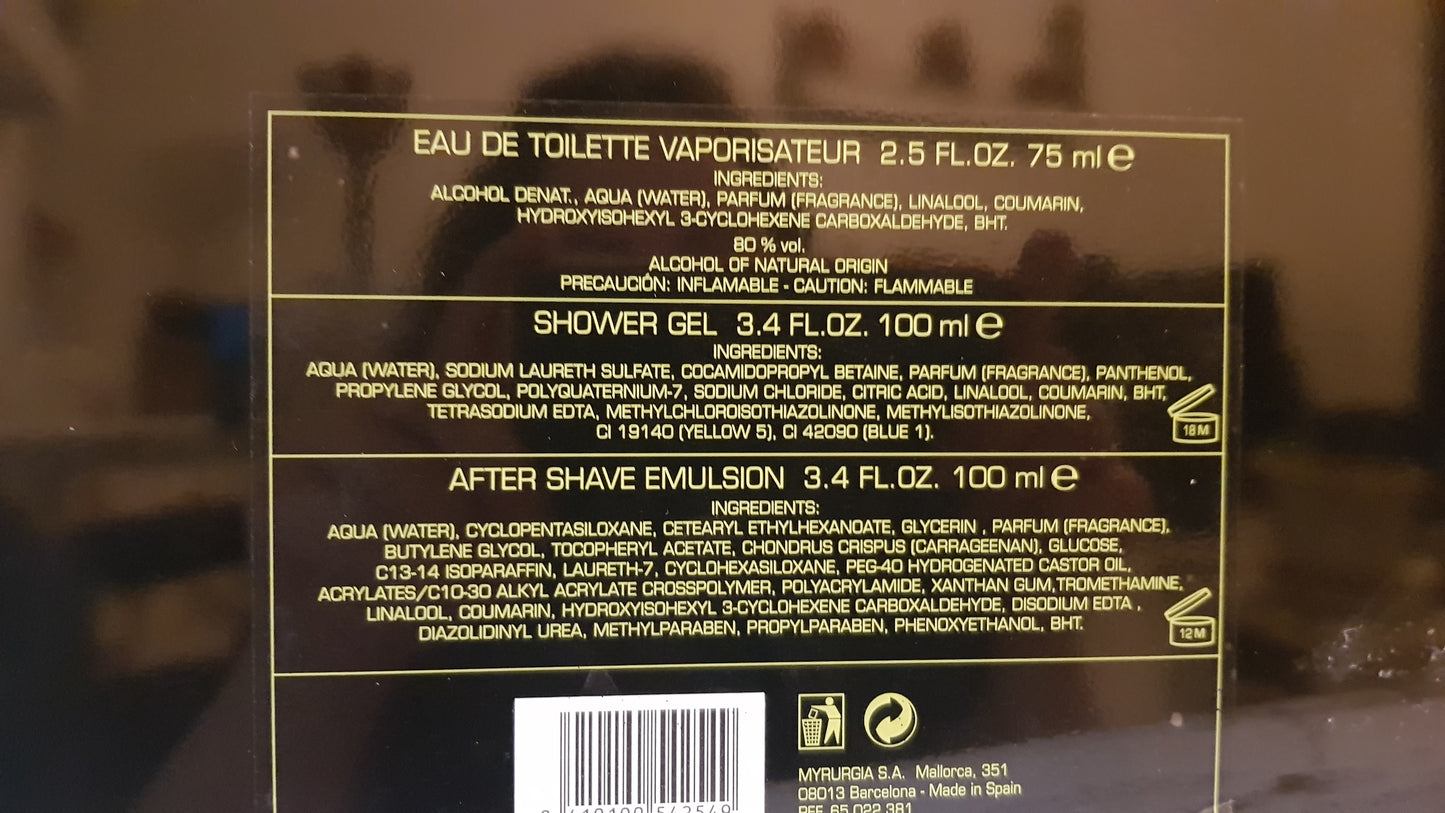 EAU DE TOILETTE VAPORISATEUR 2.5 FL.OZ. 75 ml e
INGREDIENTS:
ALCOHOL DENAT., AQUA (WATER), PARFUM (FRAGRANCE), LINALOOL, COUMARIN,
HYDROXYISOHEXYL 3-CYCLOHEXENE CARBOXALDEHYDE, BHT.
80 % vol.
ALCOHOL OF NATURAL ORIGIN
PRECAUCIÓN: INFLAMABLE - CAUTION: FLAMMABLE
SHOWER GEL 3.4 FL.OZ. 100 ml e
INGREDIENTS:
AQUA (WATER), SODIUM LAURETH SULFATE, COCAMIDOPROPYL BETAINE, PARFUM (FRAGRANCE), PANTHENOL,
PROPYLENE GLYCOL, POLYQUATERNIUM-7, SODIUM CHLORIDE, CITRIC ACID, LINALOOL, COUMARIN, BHT,
TETRASODIUM EDTA, METHYLCHLOROISOTHIAZOLINONE, METHYLISOTHIAZOLINONE,
CI 19140 (YELLOW 5), CI 42090 (BLUE 1).
18 M
AFTER SHAVE EMULSION 3.4 FL.OZ. 100 ml e
INGREDIENTS:
AQUA (WATER), CYCLOPENTASILOXANE, CETEARYL ETHYLHEXANOATE, GLYCERIN , PARFUM (FRAGRANCE),
BUTYLENE GLYCOL, TOCOPHERYL ACETATE, CHONDRUS CRISPUS (CARRAGEENAN), GLUCOSE,
C13-14 ISOPARAFFIN, LAURETH-7, CYCLOHEXASILOXANE, PEG-40 HYDROGENATED CASTOR OIL,
ACRYLATES/C10-30 ALKYL ACRYLATE CROSSPOLYMER, POLYACRYLAMIDE, XANTHAN GUM,TROMETHAMINE,
LINALOOL, COUMARIN, HYDROXYISOHEXYL 3-CYCLOHEXENE CARBOXALDEHYDE, DISODIUM EDTA ,
DIAZOLIDINYL UREA, METHYLPARABEN, PROPYLPARABEN, PHENOXYETHANOL, BHT.
12 M
MYRURGIA S.A. Mallorca, 351
08013 Barcelona - Made in Spain
REF. 65.022.381